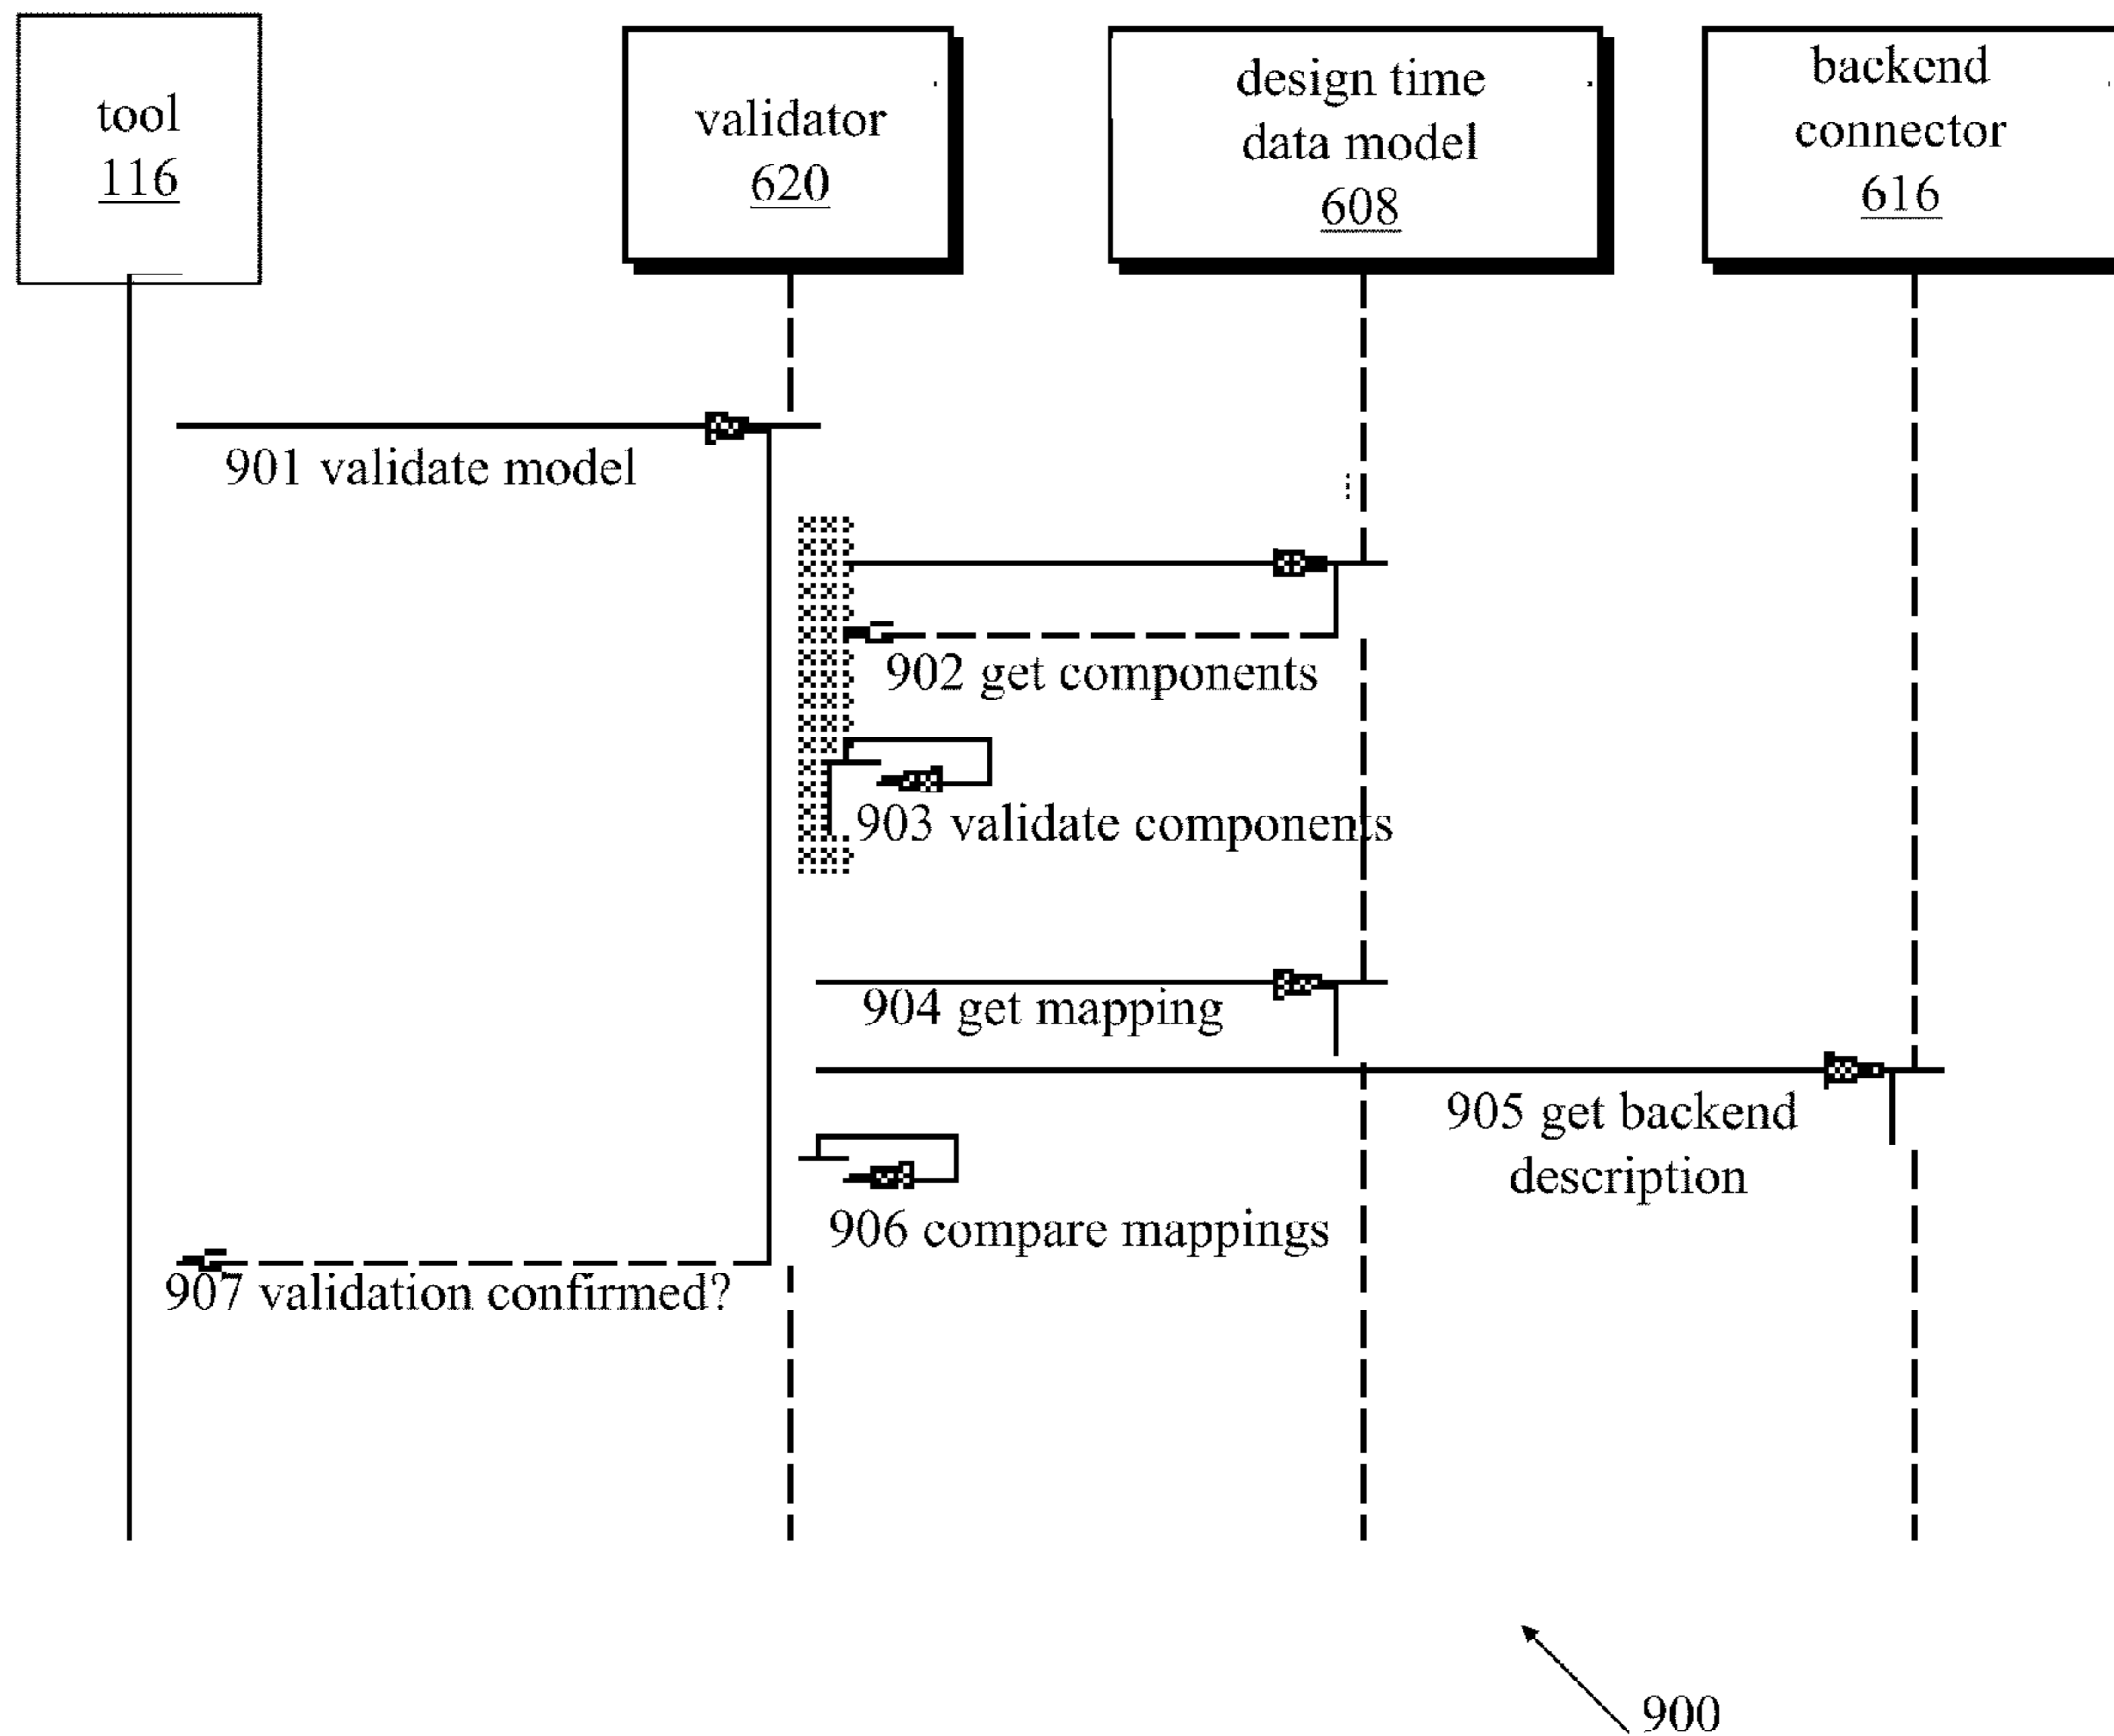 tool
116
validator
620
design time
data model
608
backend
connector
616
901 validate model
902 get components
903 validate components
904 get mapping
905 get backend
description
906 compare mappings
907 validation confirmed?
900